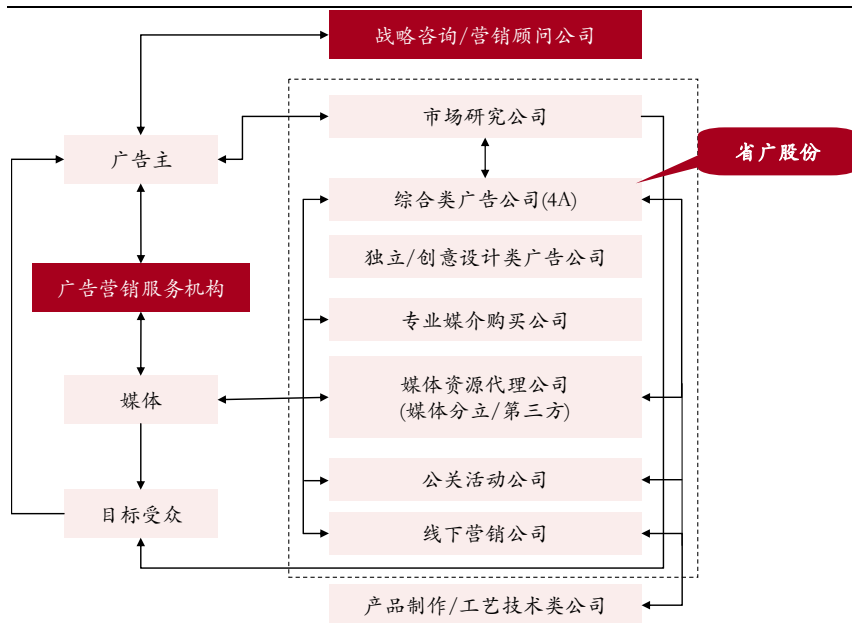 战略咨询/营销顾问公司
市场研究公司
广告主
省广股份
综合类广告公司(4A)
独立/创意设计类广告公司
广告营销服务机构
专业媒介购买公司
媒体资源代理公司
(媒体分立/第三方)
媒体
公关活动公司
目标受众
线下营销公司
产品制作/工艺技术类公司